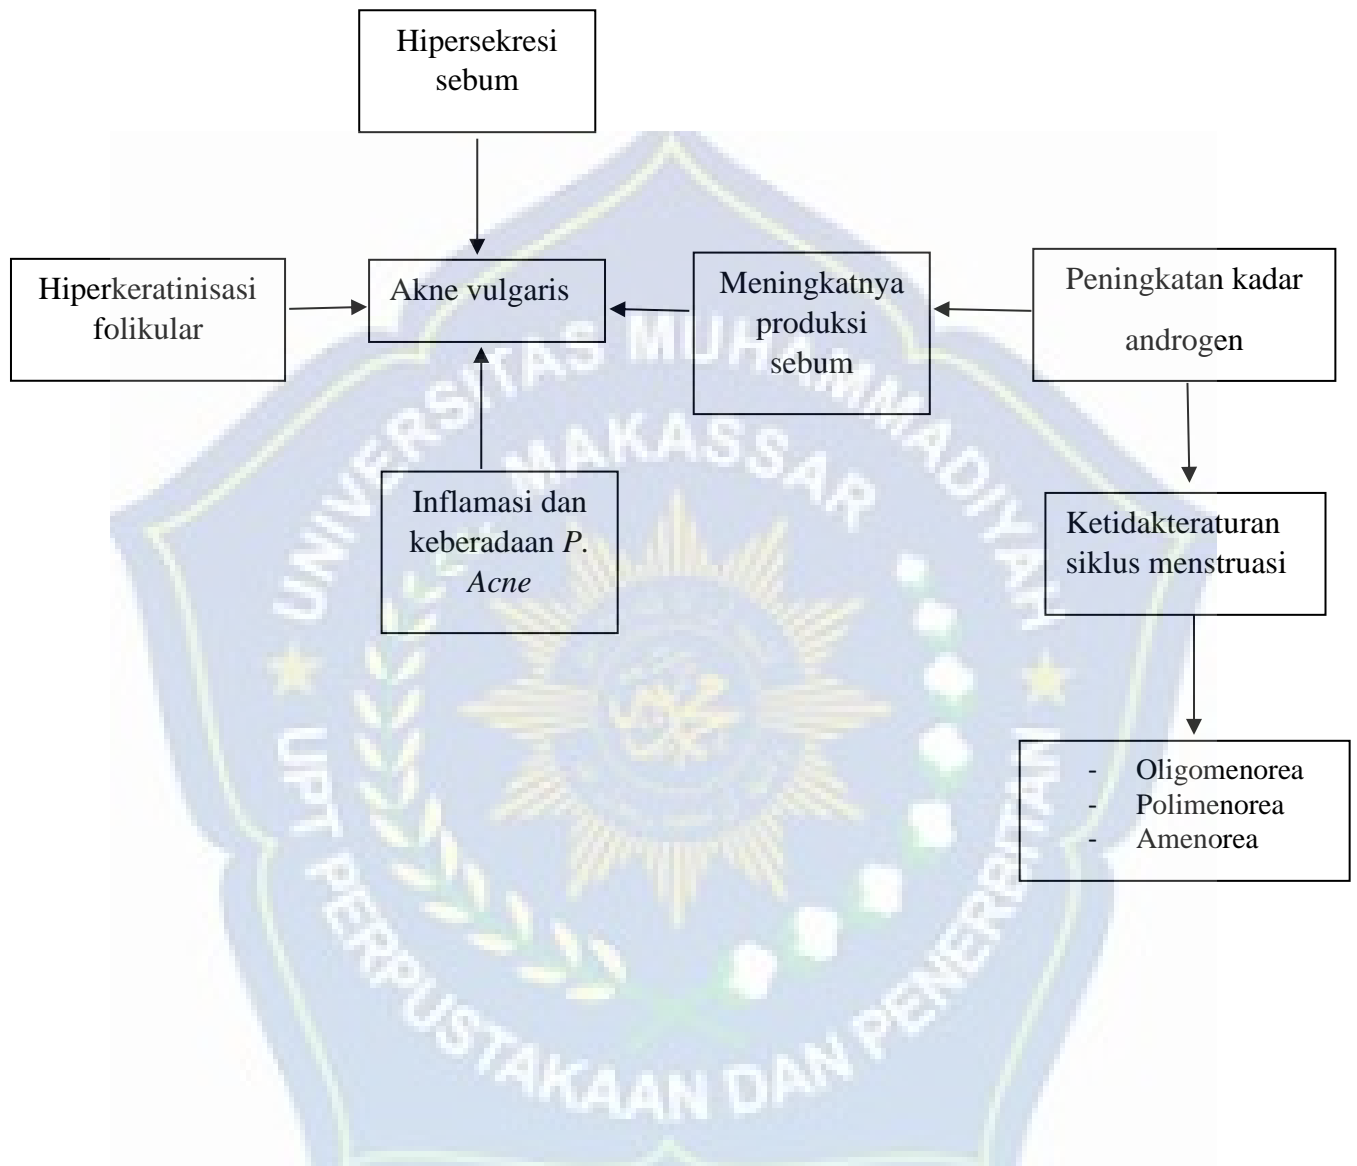 Hipersekresi
sebum
Hiperkeratinisasi
folikular
Akne vulgaris
Meningkatnya
produksi
sebum
Peningkatan kadar
androgen
Inflamasi dan
keberadaan P.
Acne
Ketidakteraturan
siklus menstruasi
- Oligomenorea
- Polimenorea
- Amenorea
UNIVERSITAS MUHAMMADIYAH
MAKASSAR
UPT PERPUSTAKAAN DAN PENERBITAN